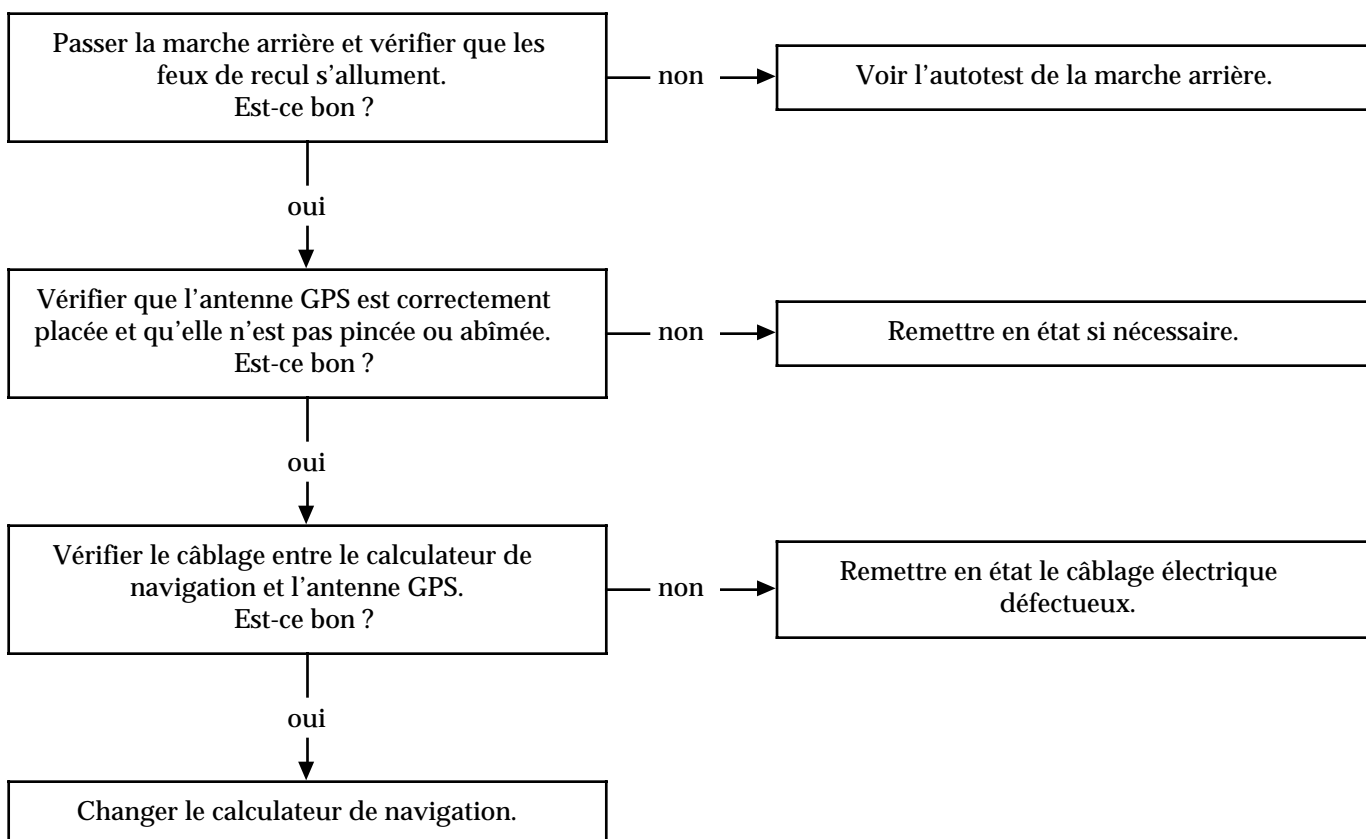 Passer la marche arrière et vérifier que les
feux de recul s’allument.
Est-ce bon ?
non
Voir l’autotest de la marche arrière.
oui
Vérifier que l’antenne GPS est correctement
placée et qu’elle n’est pas pincée ou abîmée.
Est-ce bon ?
non
Remettre en état si nécessaire.
oui
Vérifier le câblage entre le calculateur de
navigation et l’antenne GPS.
Est-ce bon ?
non
Remettre en état le câblage électrique
défectueux.
oui
Changer le calculateur de navigation.